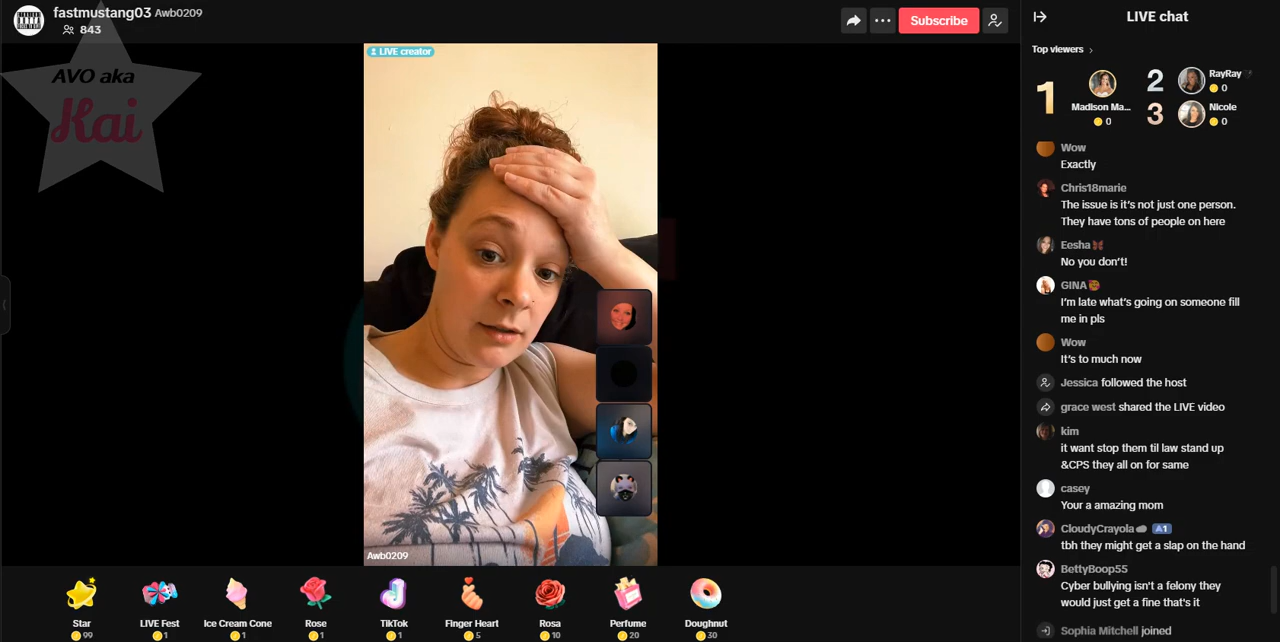 fastmustang03 Awb0209
843
Subscribe
AVO aka
Kai
LIVE creator
Awb0209
Star
99
LIVE Fest
1
Ice Cream Cone
1
Rose
1
TikTok
1
Finger Heart
5
Rosa
10
Perfume
20
Doughnut
30
LIVE chat
Top viewers
1
Madison Ma...
0
2
RayRay
0
3
Nicole
0
Wow
Exactly
Chris18marie
The issue is it's not just one person.
They have tons of people on here
Eesha
No you don't!
GINA
I'm late what's going on someone fill
me in pls
Wow
It's to much now
Jessica followed the host
grace west shared the LIVE video
kim
it want stop them til law stand up
&CPS they all on for same
casey
Your a amazing mom
CloudyCrayola A1
tbh they might get a slap on the hand
BettyBoop55
Cyber bullying isn't a felony they
would just get a fine that's it
Sophia Mitchell joined